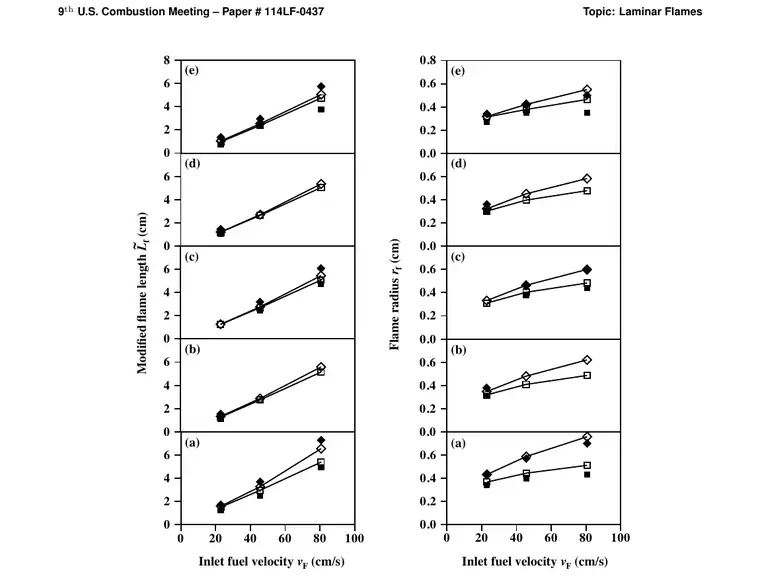 9th U.S. Combustion Meeting – Paper # 114LF-0437
Topic: Laminar Flames
8
(e)
6
4
2
0
(d)
6
4
2
0
(c)
6
4
2
0
(b)
6
4
2
0
(a)
6
4
2
0
0 20 40 60 80 100
Modified flame length L̃f (cm)
Inlet fuel velocity vF (cm/s)
0.8
(e)
0.6
0.4
0.2
0.0
(d)
0.6
0.4
0.2
0.0
(c)
0.6
0.4
0.2
0.0
(b)
0.6
0.4
0.2
0.0
(a)
0.6
0.4
0.2
0.0
0 20 40 60 80 100
Flame radius rf (cm)
Inlet fuel velocity vF (cm/s)